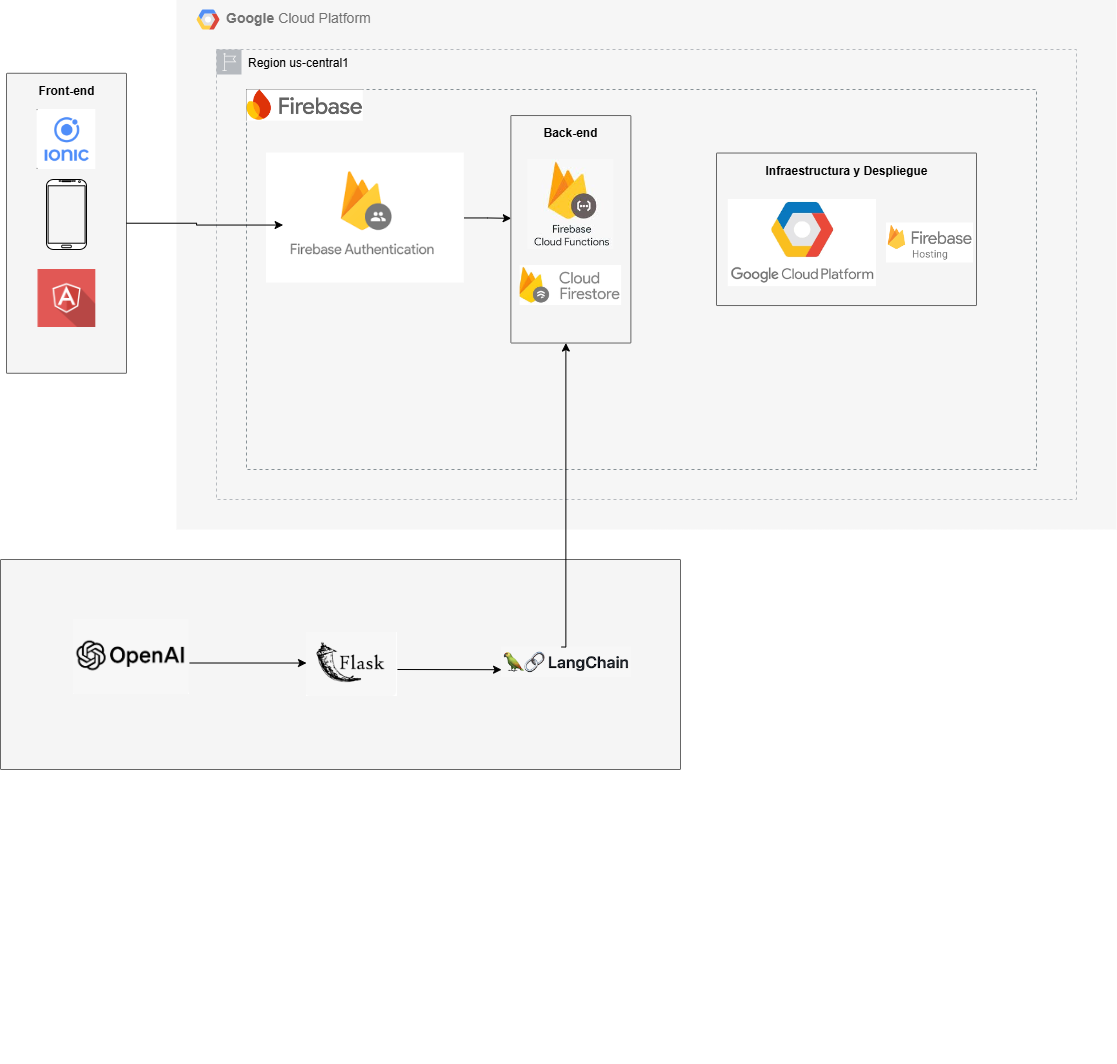 Google Cloud Platform
Region us-central1
Front-end
IONIC
Firebase
Firebase Authentication
Back-end
Firebase
Cloud Functions
Cloud
Firestore
Infraestructura y Despliegue
Google Cloud Platform
Firebase
Hosting
OpenAI
Flask
LangChain